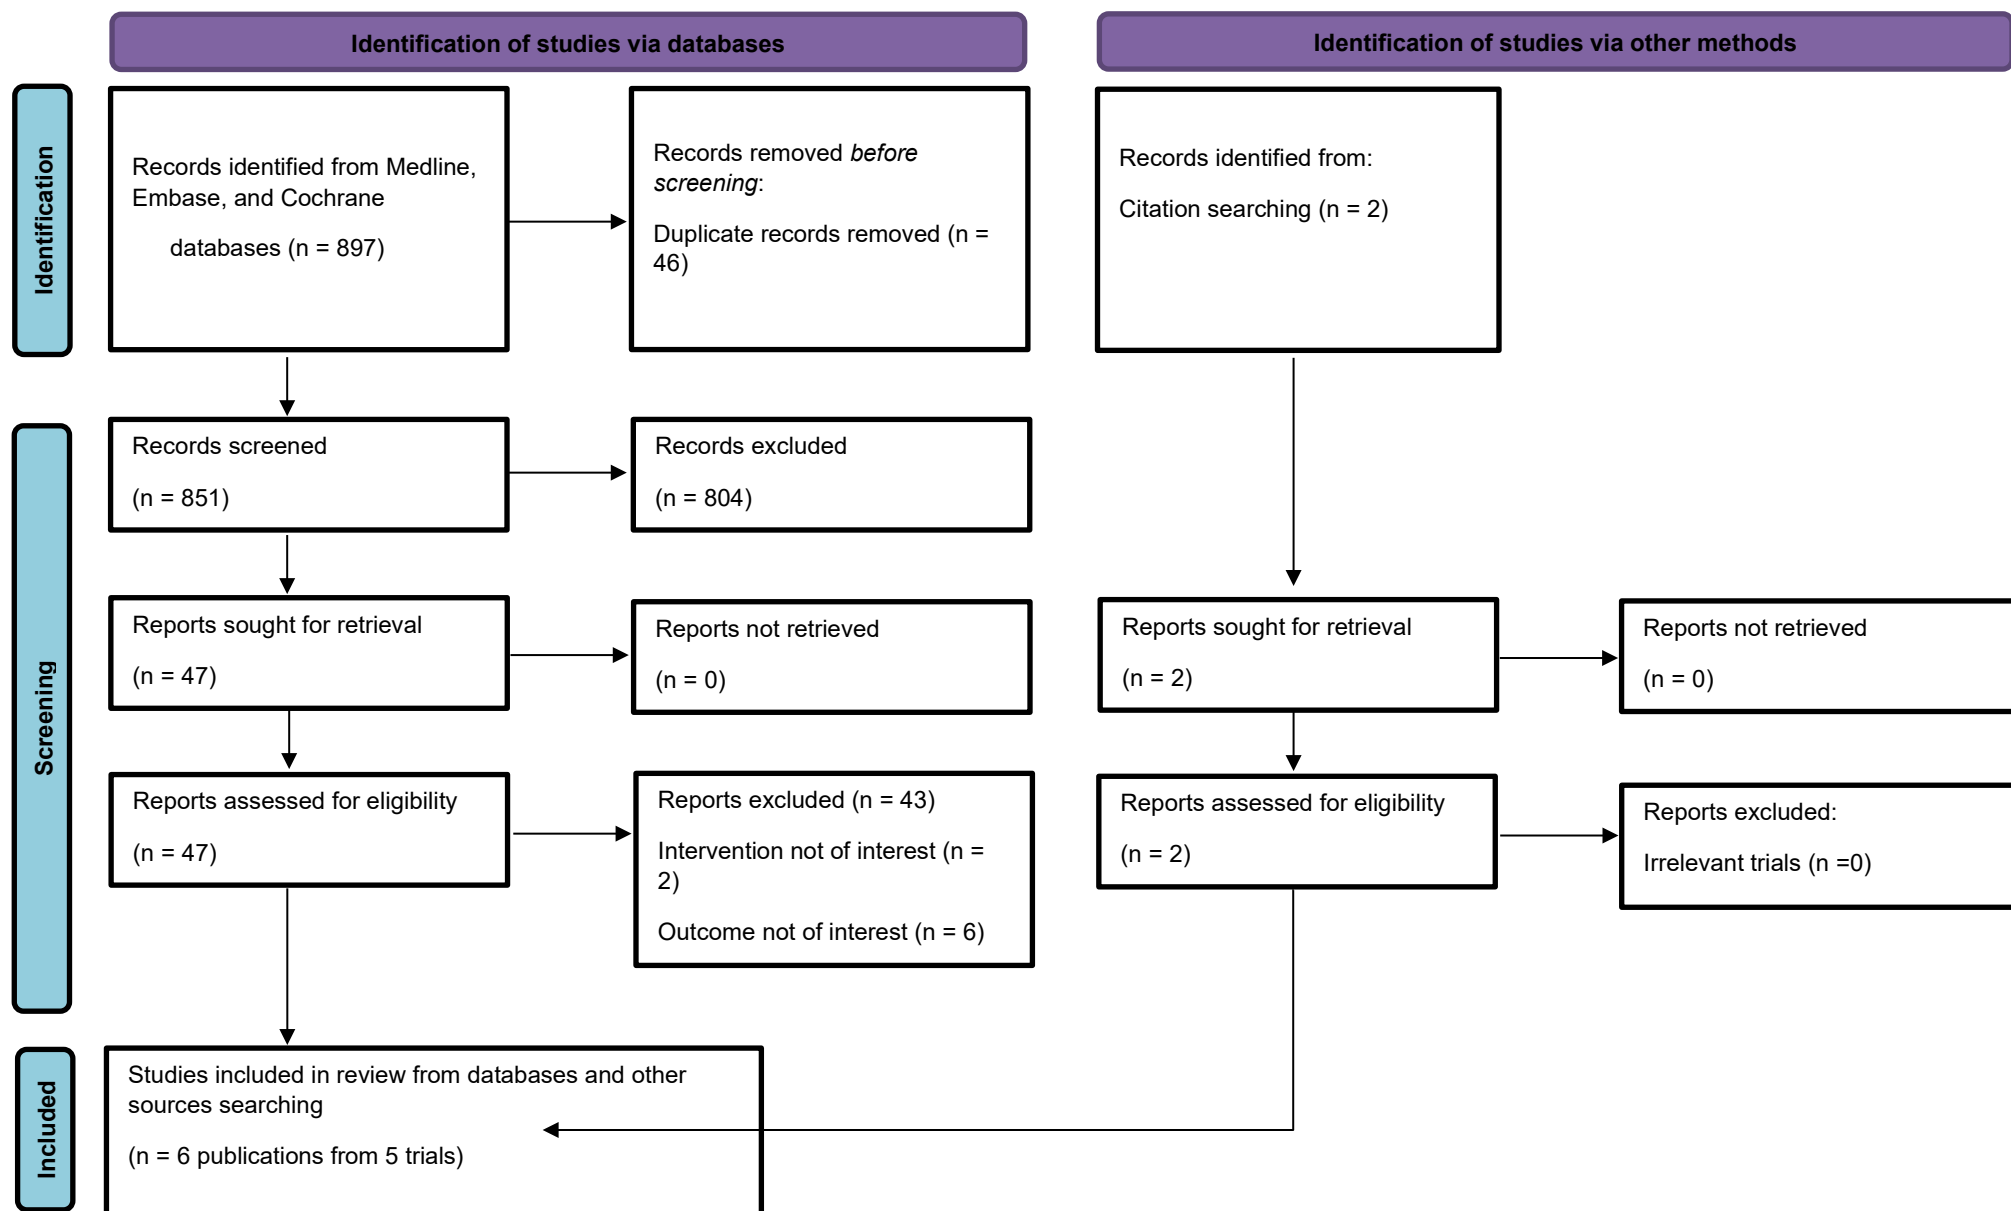 Identification of studies via databases
Identification of studies via other methods
Identification
Records identified from Medline,
Embase, and Cochrane
databases (n = 897)
Records removed before
screening:
Duplicate records removed (n =
46)
Records identified from:
Citation searching (n = 2)
Screening
Records screened
(n = 851)
Records excluded
(n = 804)
Reports sought for retrieval
(n = 47)
Reports not retrieved
(n = 0)
Reports sought for retrieval
(n = 2)
Reports not retrieved
(n = 0)
Reports assessed for eligibility
(n = 47)
Reports excluded (n = 43)
Intervention not of interest (n =
2)
Outcome not of interest (n = 6)
Reports assessed for eligibility
(n = 2)
Reports excluded:
Irrelevant trials (n =0)
Included
Studies included in review from databases and other
sources searching
(n = 6 publications from 5 trials)